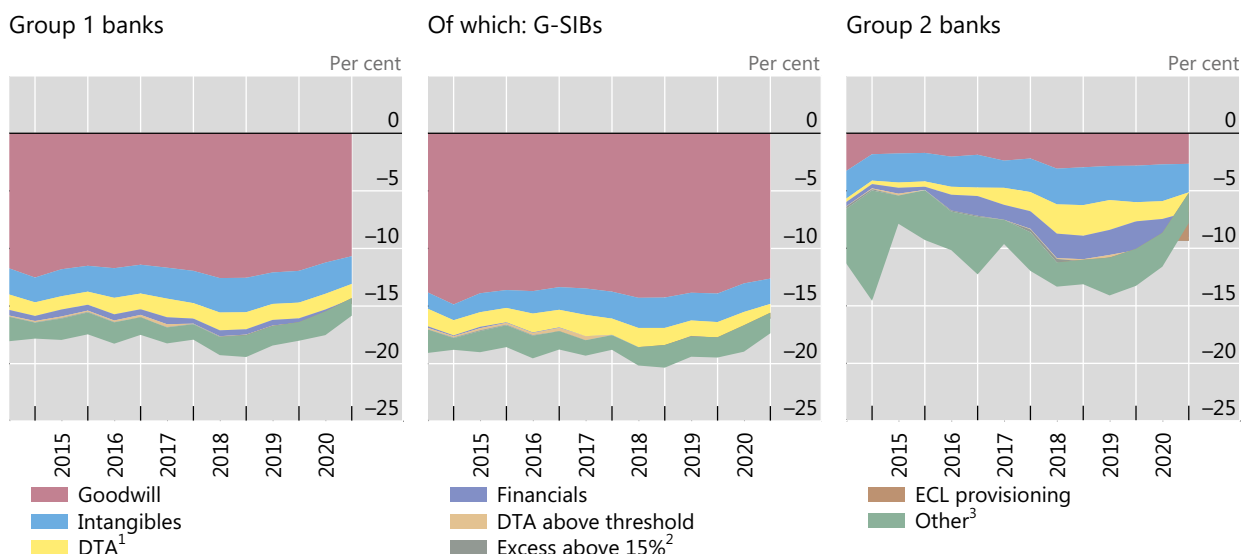 Group 1 banks
Of which: G-SIBs
Group 2 banks
Per cent
Per cent
Per cent
0
–5
–10
–15
–20
–25
0
–5
–10
–15
–20
–25
0
–5
–10
–15
–20
–25
2015 2016 2017 2018 2019 2020
2015 2016 2017 2018 2019 2020
2015 2016 2017 2018 2019 2020
Goodwill
Intangibles
DTA¹
Financials
DTA above threshold
Excess above 15%²
ECL provisioning
Other³